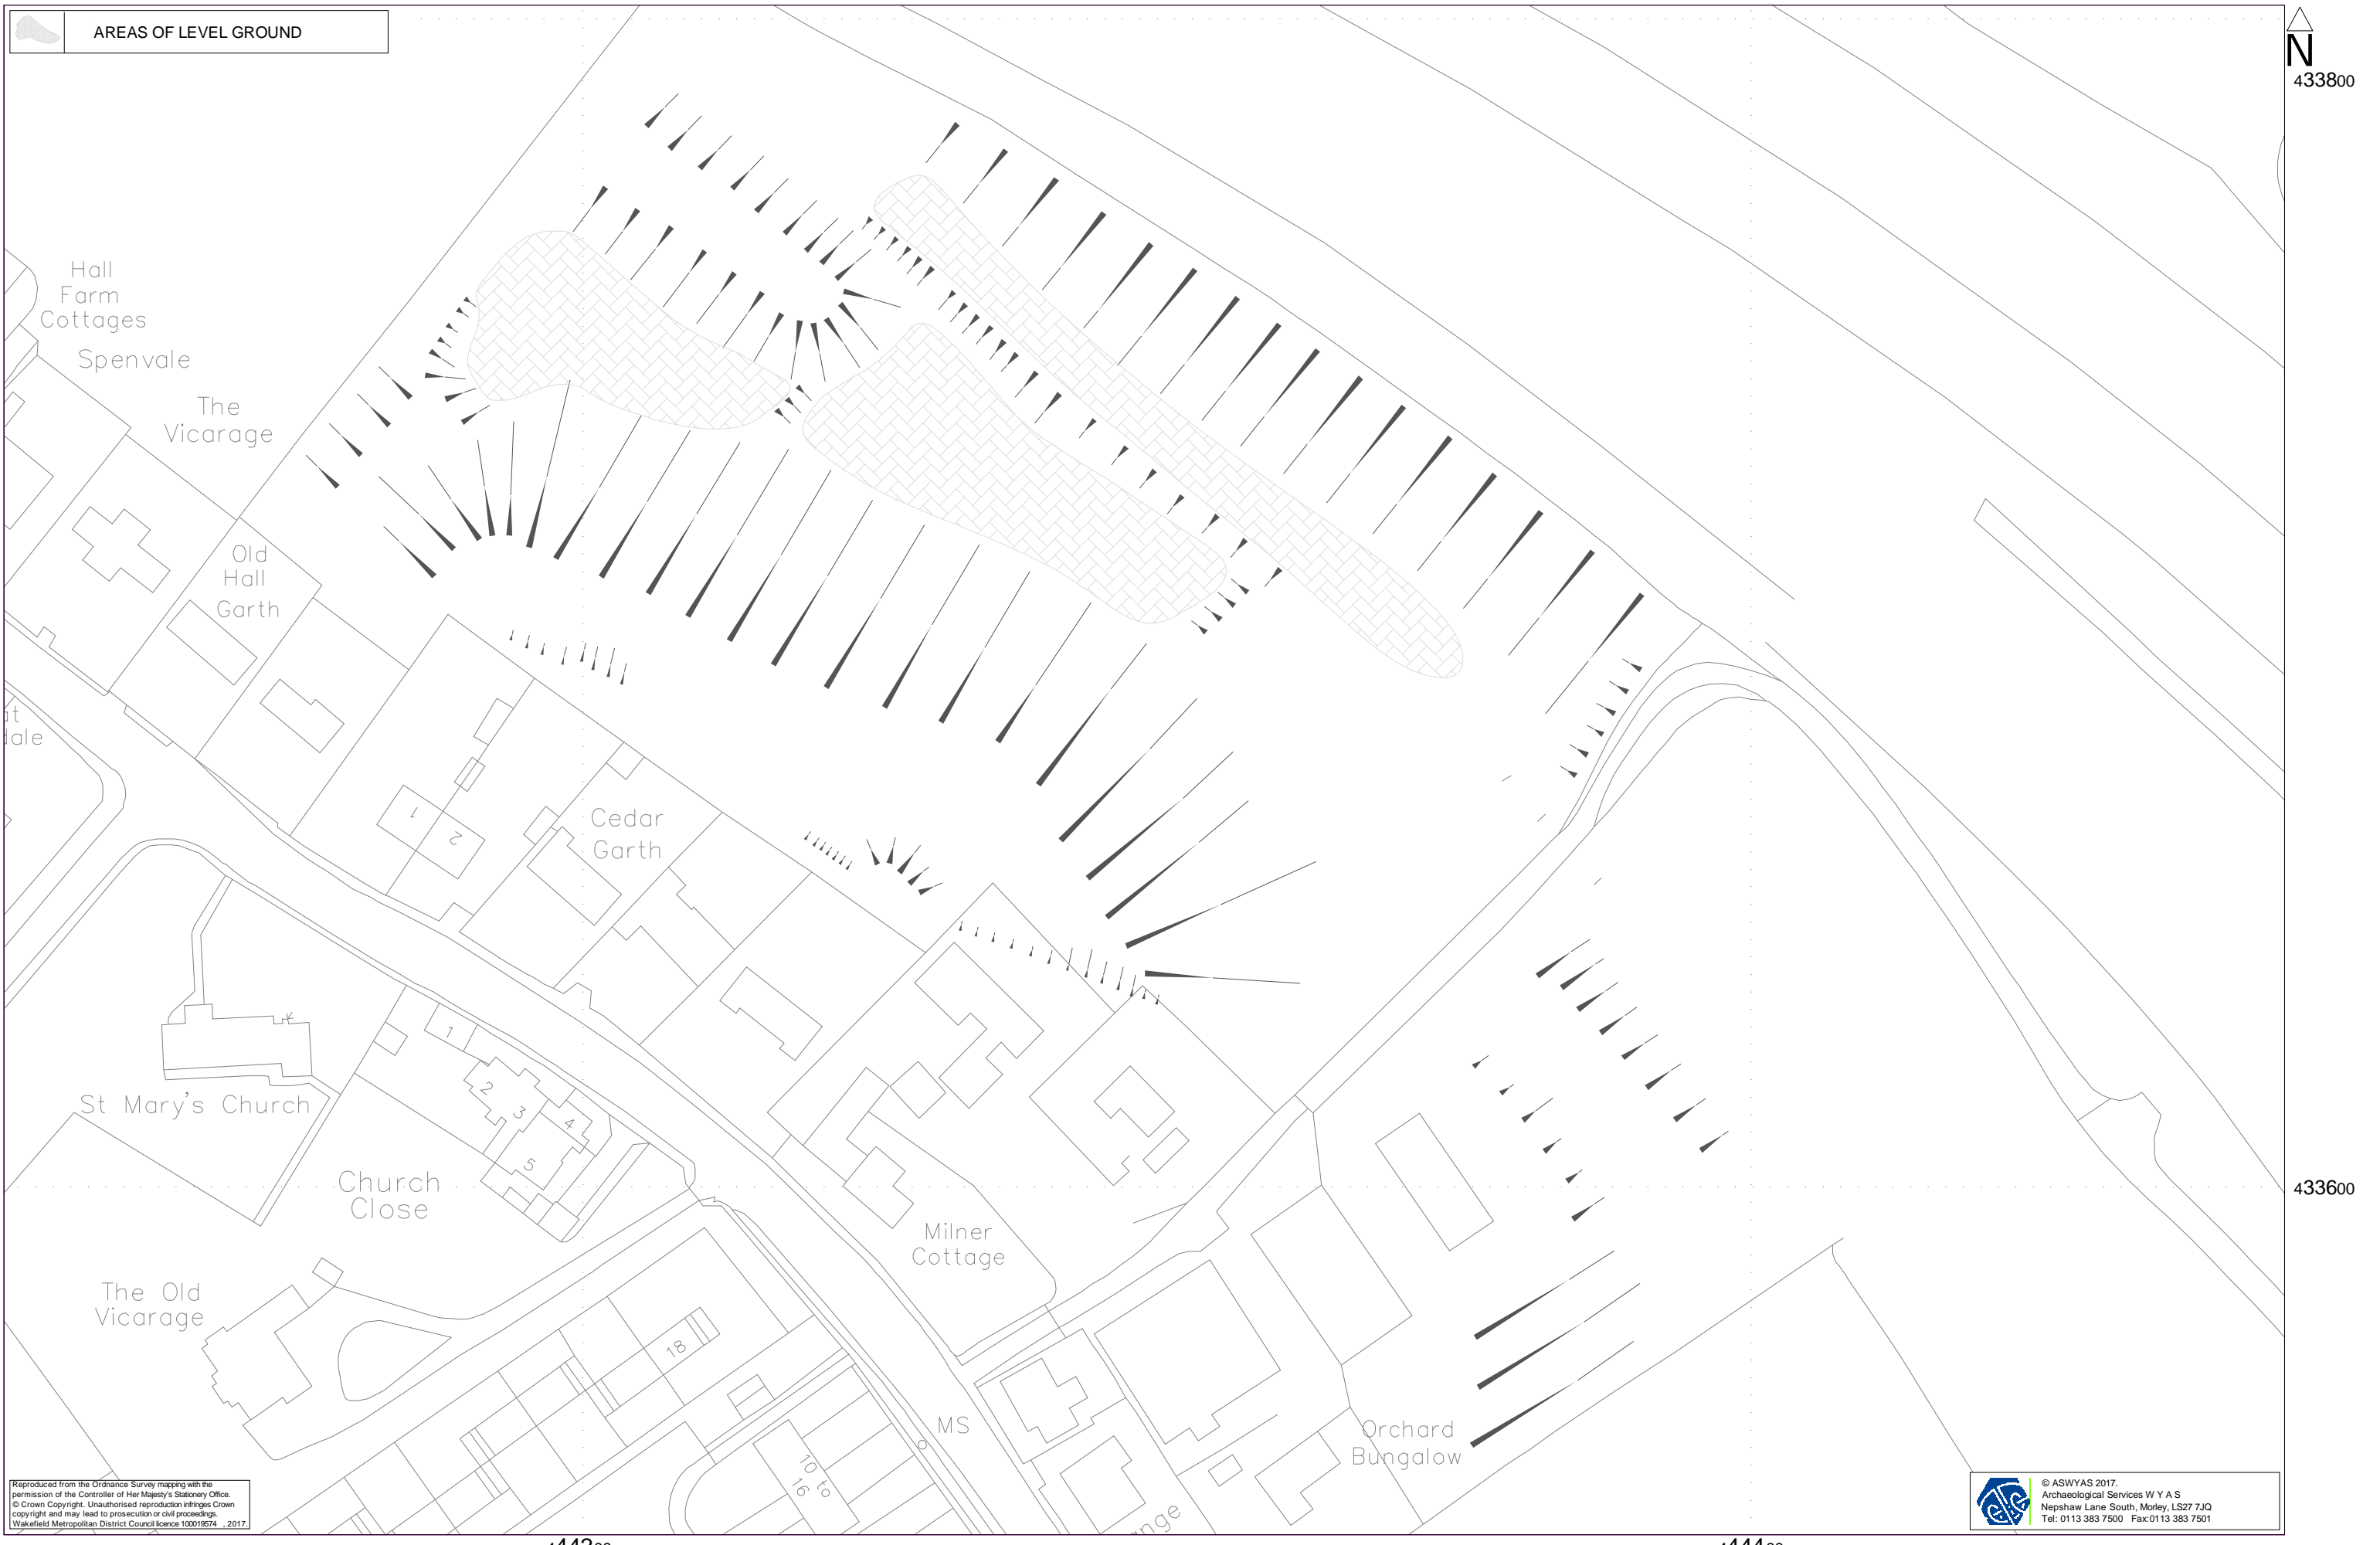 AREAS OF LEVEL GROUND
N
433800
Hall
Farm
Cottages
Spenvale
The
Vicarage
Old
Hall
Garth
1
2
Cedar
Garth
St Mary's Church
1
2
3
4
5
Church
Close
433600
Milner
Cottage
The Old
Vicarage
18
MS
10 to
16
Orchard
Bungalow
Reproduced from the Ordnance Survey mapping with the
permission of the Controller of Her Majesty's Stationery Office.
© Crown Copyright. Unauthorised reproduction infringes Crown
copyright and may lead to prosecution or civil proceedings.
Wakefield Metropolitan District Council licence 100019574 , 2017.
© ASWYAS 2017.
Archaeological Services W Y A S
Nepshaw Lane South, Morley, LS27 7JQ
Tel: 0113 383 7500 Fax:0113 383 7501